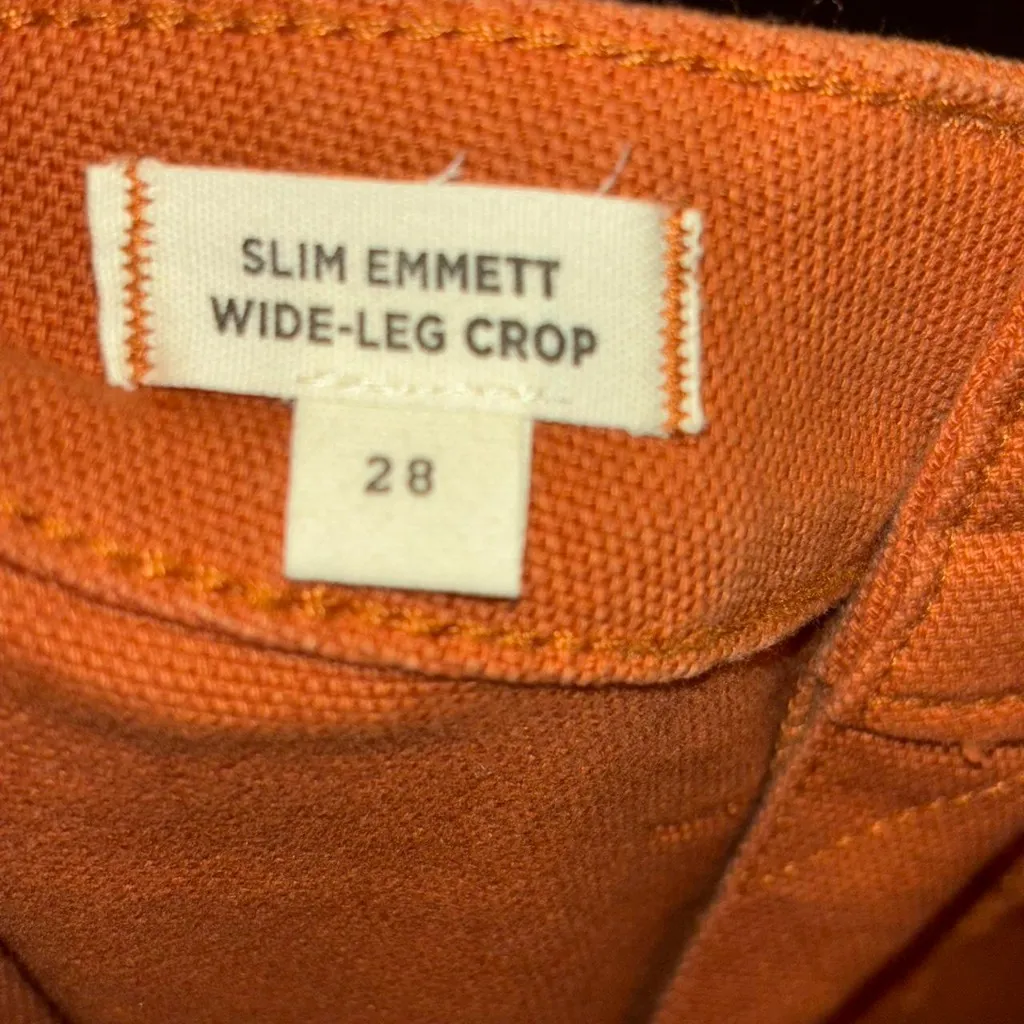 SLIM EMMETT
WIDE-LEG CROP
28